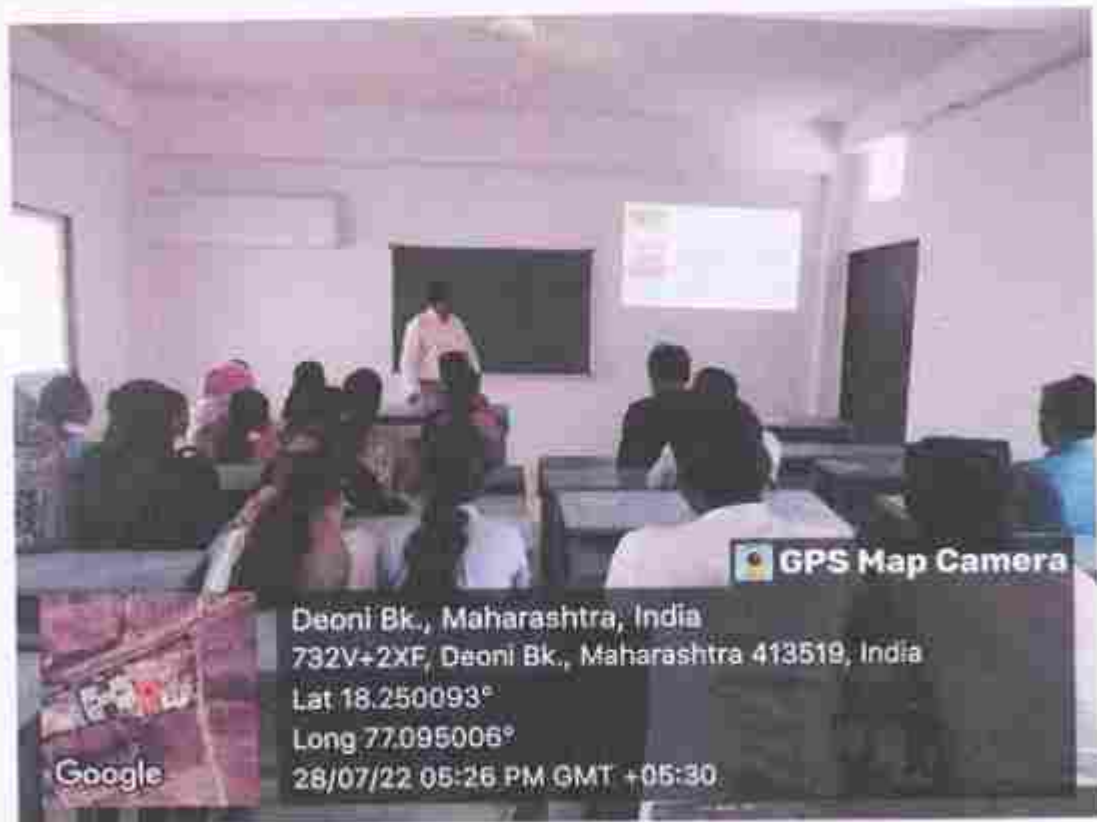 GPS Map Camera
Deoni Bk., Maharashtra, India
732V+2XF, Deoni Bk., Maharashtra 413519, India
Lat 18.250093°
Long 77.095006°
28/07/22 05:26 PM GMT +05:30
Google